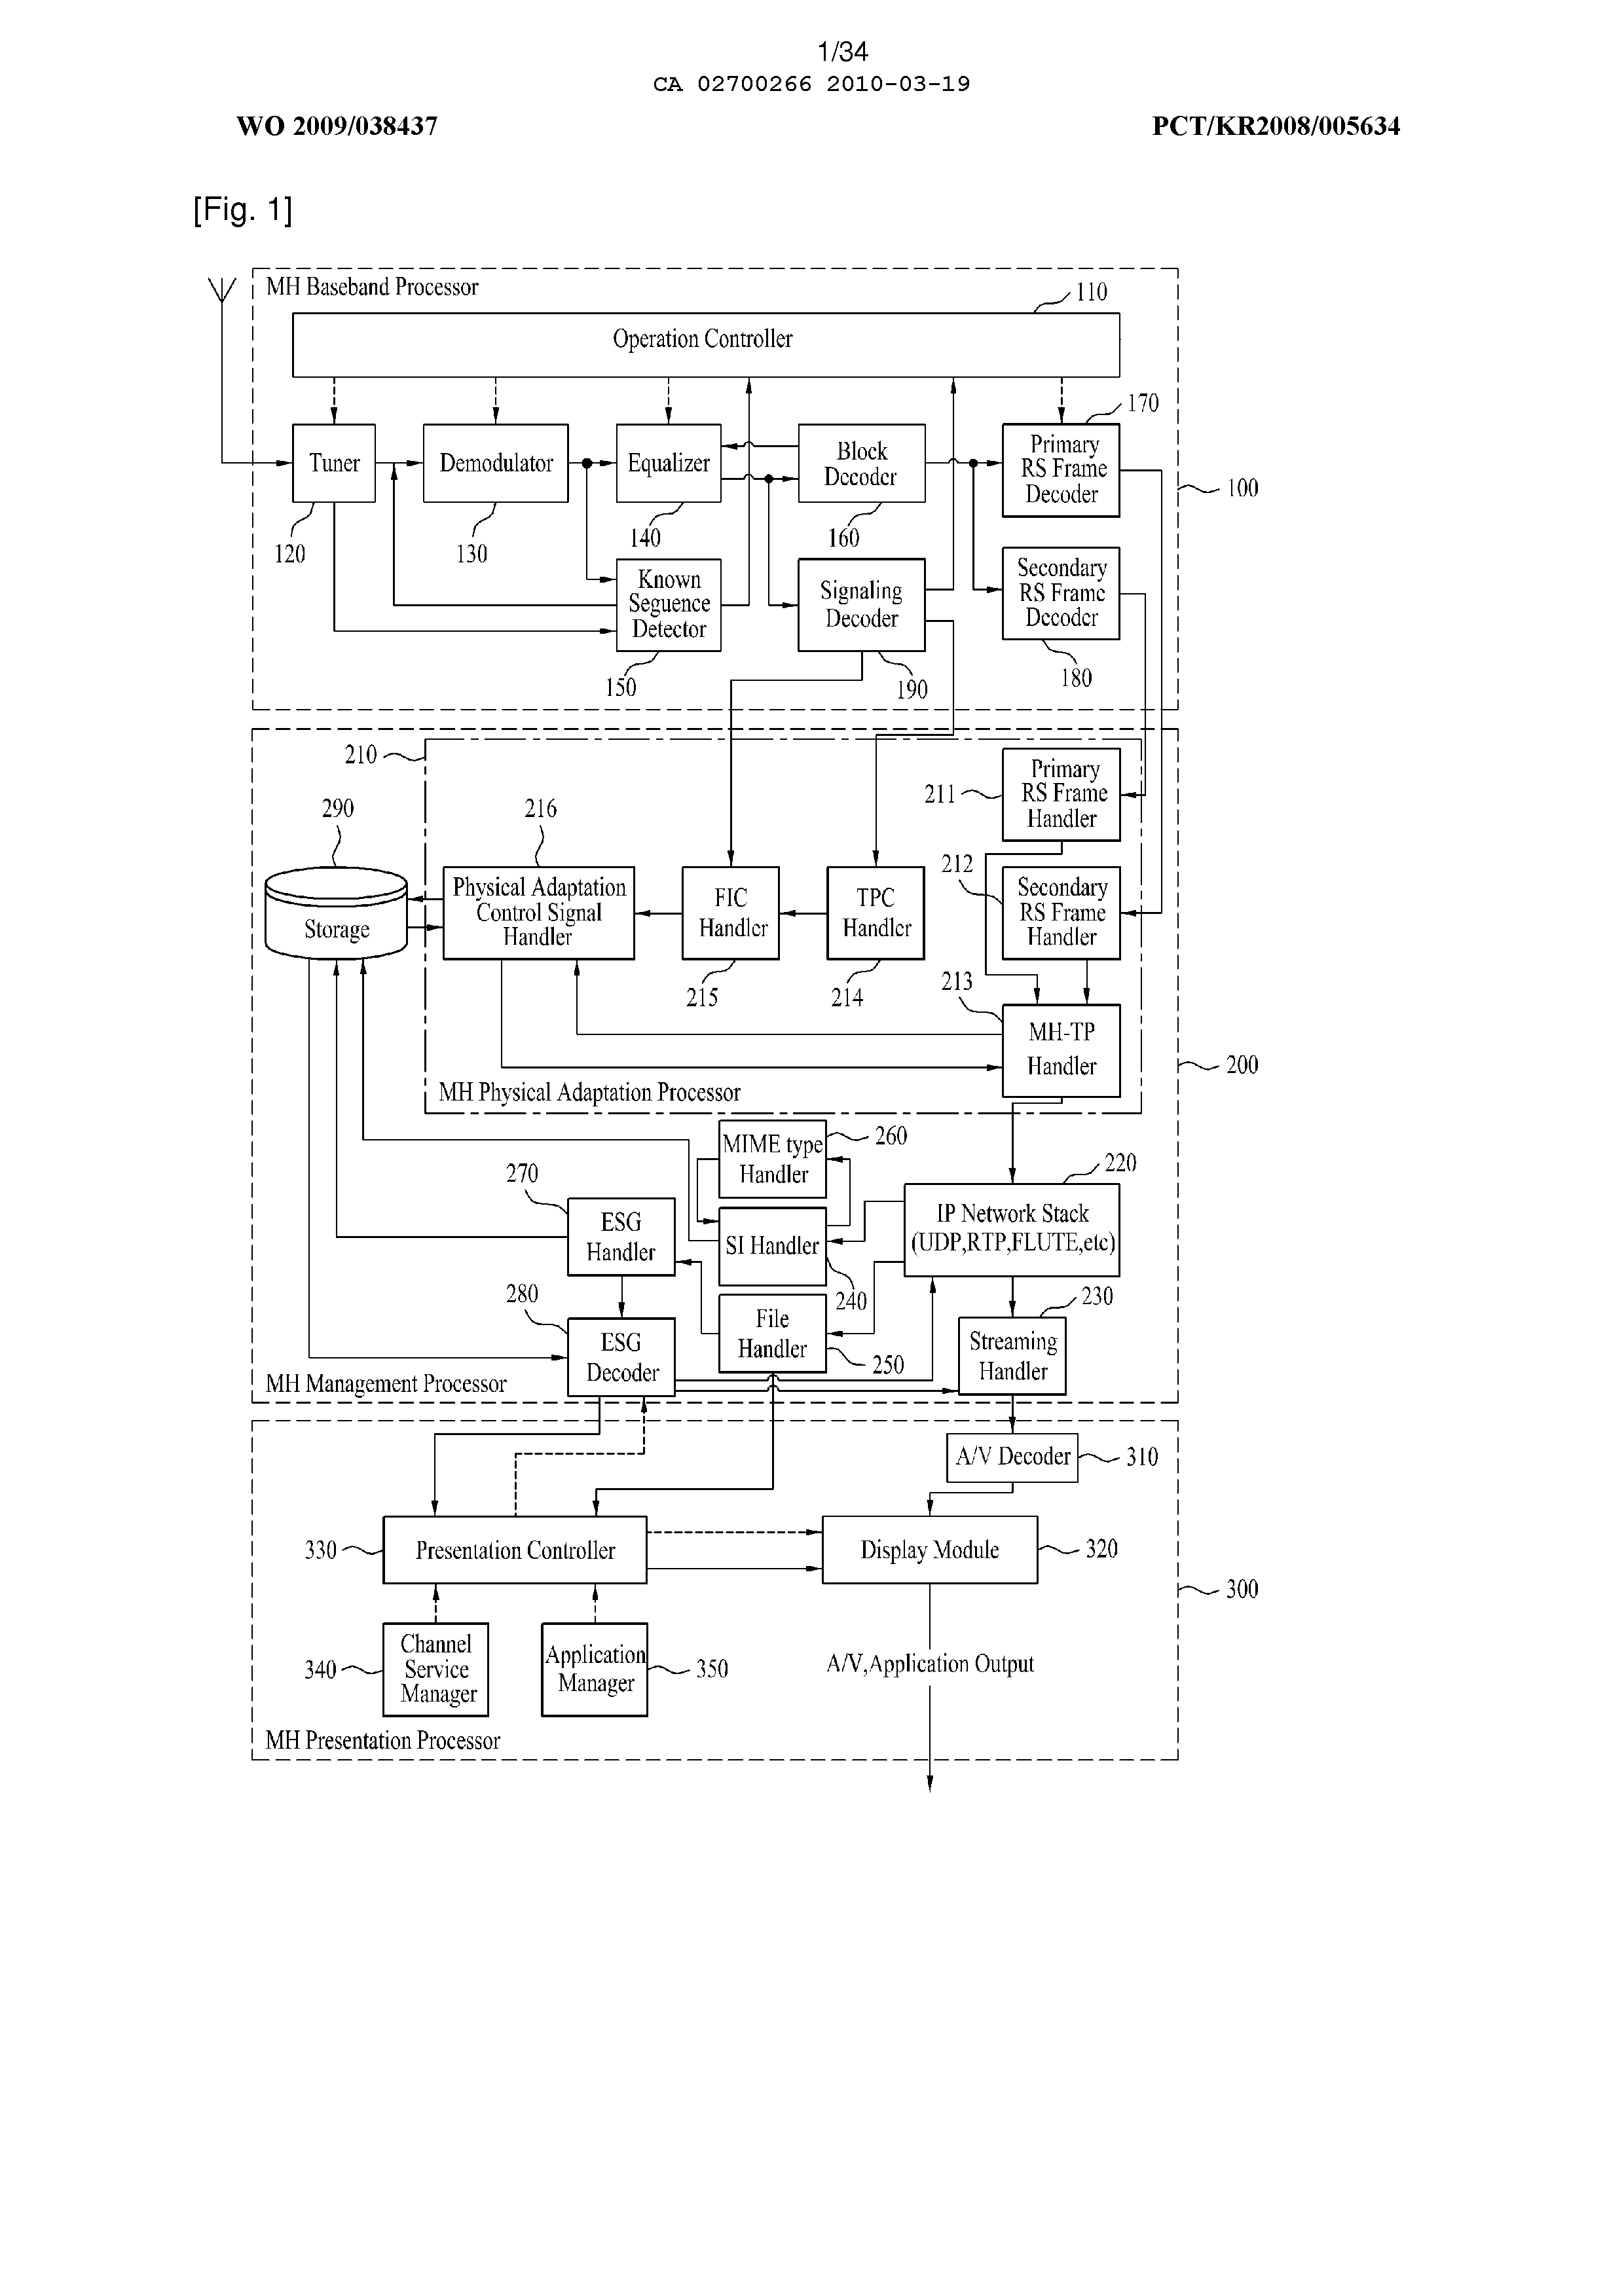 1/34
CA 02700266 2010-03-19
WO 2009/038437
PCT/KR2008/005634
[Fig. 1]
MH Baseband Processor
110
Operation Controller
170
Tuner
Demodulator
Equalizer
Block
Decoder
Primary
RS Frame
Decoder
100
120
130
140
160
Known
Seguence
Detector
Signaling
Decoder
Secondary
RS Frame
Decoder
150
190
180
210
Primary
RS Frame
Handler
211
290
216
212
Storage
Physical Adaptation
Control Signal
Handler
FIC
Handler
TPC
Handler
Secondary
RS Frame
Handler
215
214
213
MH-TP
Handler
200
MH Physical Adaptation Processor
MIME type
Handler
260
270
220
ESG
Handler
SI Handler
IP Network Stack
(UDP,RTP,FLUTE,etc)
280
240
230
ESG
Decoder
File
Handler
250
Streaming
Handler
MH Management Processor
A/V Decoder
310
330
Presentation Controller
Display Module
320
300
340
Channel
Service
Manager
Application
Manager
350
A/V,Application Output
MH Presentation Processor